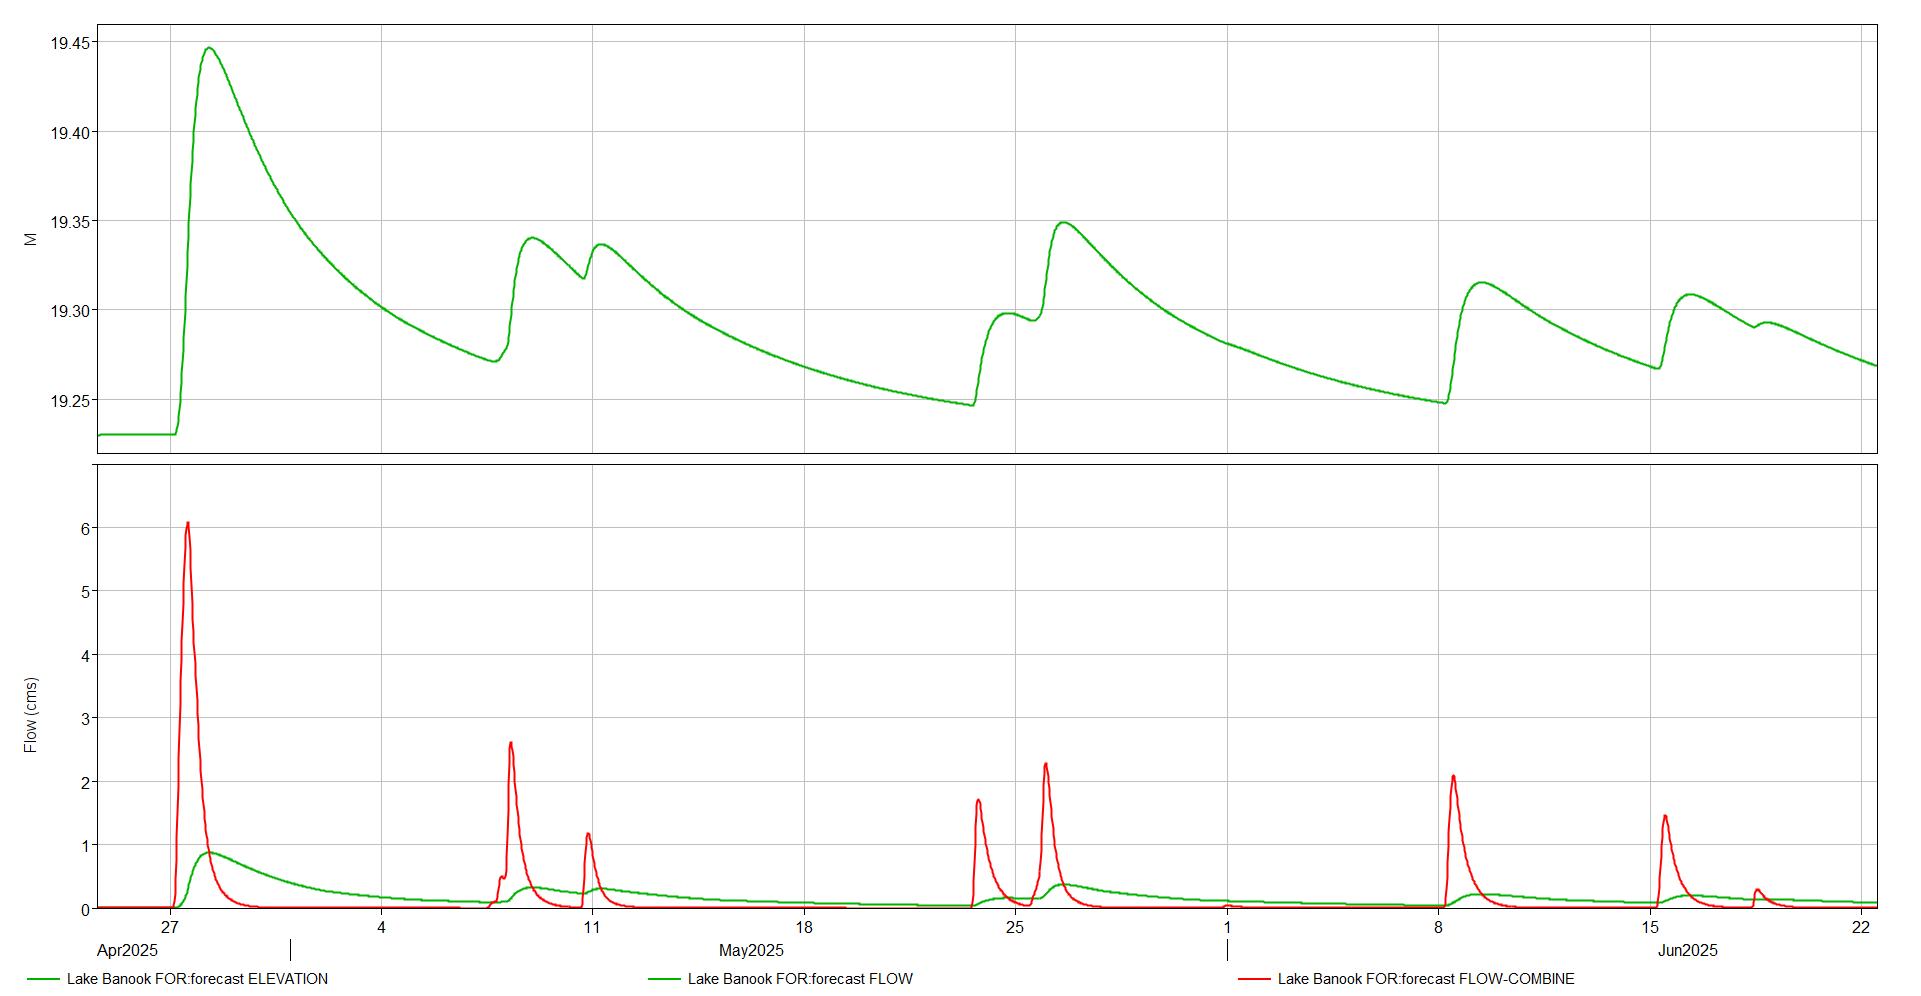 19.45
19.40
19.35
M
19.30
19.25
6
5
4
3
Flow (cms)
2
1
0
27 4 11 18 25 1 8 15 22
Apr2025 May2025 Jun2025
Lake Banook FOR:forecast ELEVATION Lake Banook FOR:forecast FLOW Lake Banook FOR:forecast FLOW-COMBINE